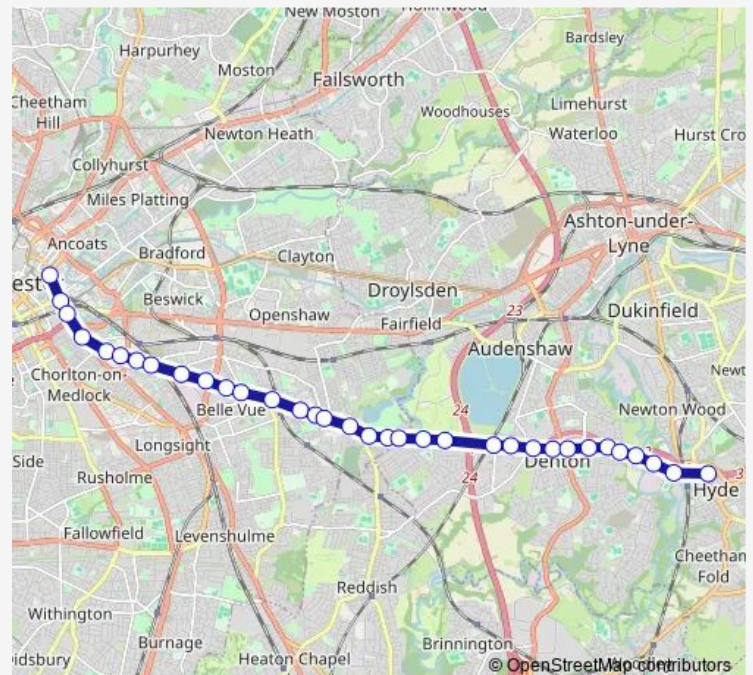 New Moston
Bardsley
Harpurhey
Moston
Failsworth
Cheetham
Hill
Woodhouses
Limehurst
Newton Heath
Waterloo
Hurst Cro
Collyhurst
Miles Platting
Ashton-under-
Lyne
Ancoats
Bradford
Clayton
est
Droylsden
Beswick
Openshaw
Fairfield
23
Dukinfield
Audenshaw
Chorlton-on-
Medlock
Newt
Belle Vue
24
Newton Wood
Longsight
Side
Denton
3
Rusholme
24
Hyde
Fallowfield
Levenshulme
Cheethan
Fold
Reddish
Withington
Burnage
Brinnington
idsbury
Heaton Chapel
© OpenStreetMap contributors